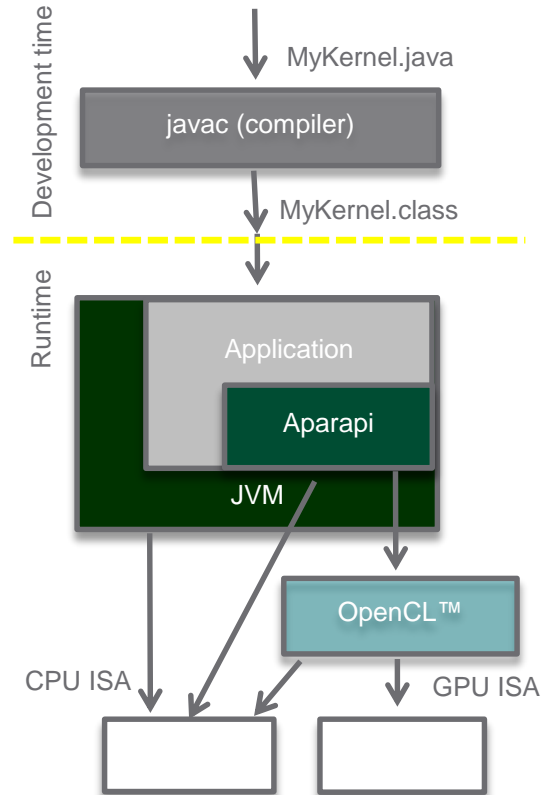 Development time
MyKernel.java
javac (compiler)
MyKernel.class
Runtime
Application
Aparapi
JVM
OpenCL™
CPU ISA
GPU ISA